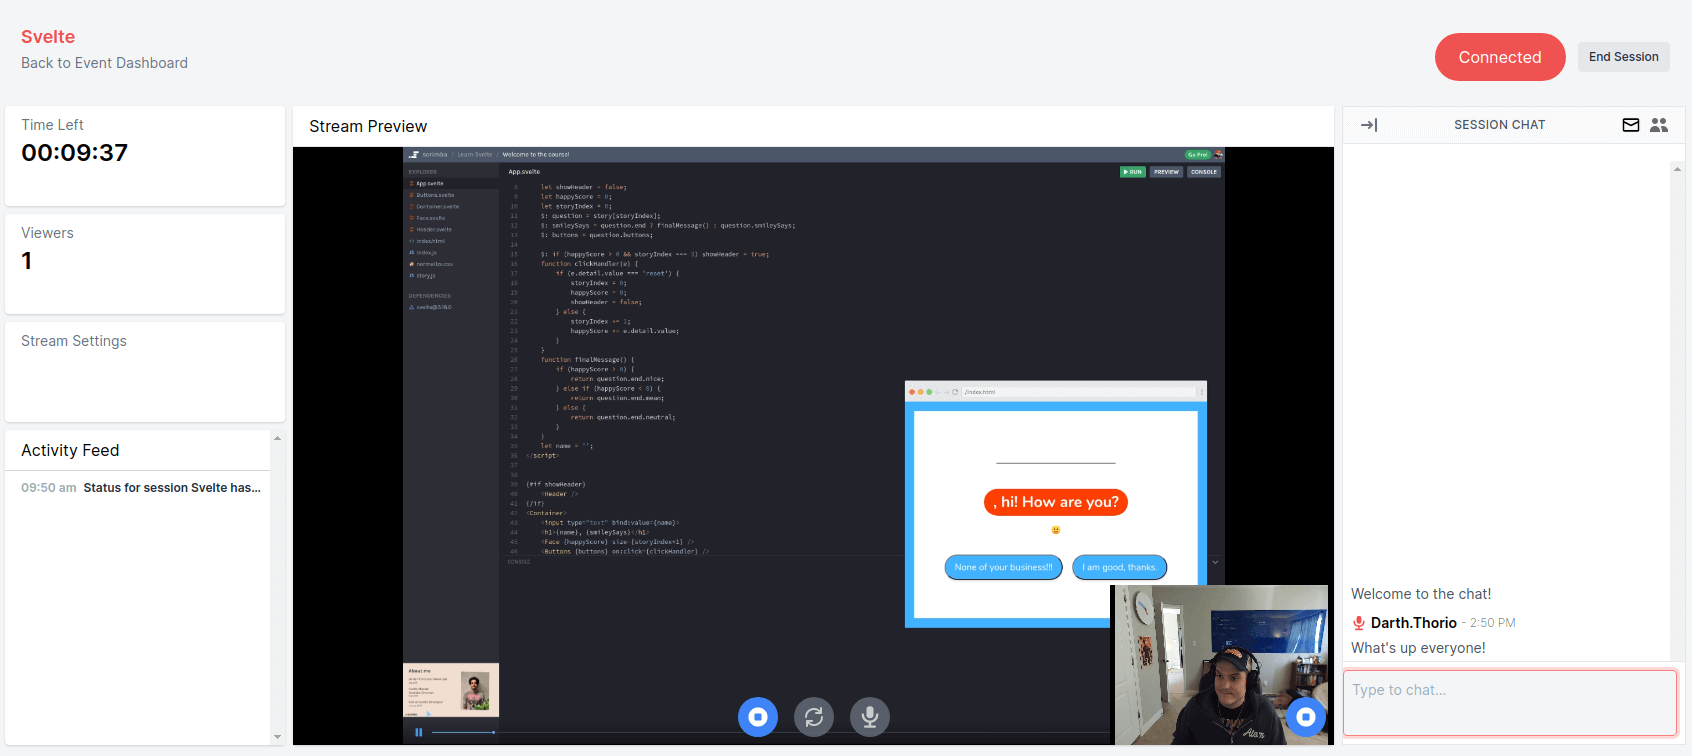 Svelte
Back to Event Dashboard
Connected
End Session
Time Left
00:09:37
Viewers
1
Stream Settings
Activity Feed
09:50 am Status for session Svelte has...
Stream Preview
scrimba / Learn Svelte / Welcome to the course!
Go Pro!
EXPLORER
App.svelte
Buttons.svelte
Container.svelte
Face.svelte
Header.svelte
index.html
index.js
normalize.css
story.js
DEPENDENCIES
App.svelte
RUN
PREVIEW
CONSOLE
8 let showHeader = false;
9 let happyScore = 0;
10 let storyIndex = 0;
11 $: question = story[storyIndex];
12 $: smileySays = question.end ? finalMessage() : question.smileySays;
13 $: buttons = question.buttons;
14
15 $: if (happyScore > 0 && storyIndex === 3) showHeader = true;
16 function clickHandler(e) {
17 if (e.detail.value === 'reset') {
18 storyIndex = 0;
19 happyScore = 0;
20 showHeader = false;
21 } else {
22 storyIndex += 1;
23 happyScore += e.detail.value;
24 }
25 }
26 function finalMessage() {
27 if (happyScore > 0) {
28 return question.end.nice;
29 } else if (happyScore < 0) {
30 return question.end.mean;
31 } else {
32 return question.end.neutral;
33 }
34 }
35 let name = '';
36 </script>
37
38
39 {#if showHeader}
40 <Header />
41 {/if}
42 <Container>
43 <input type="text" bind:value={name}>
44 <h1>{name}, {smileySays}</h1>
45 <Face {happyScore} size={storyIndex+1} />
46 <Buttons {buttons} on:click={clickHandler} />
CONSOLE
/index.html
, hi! How are you?
None of your business!!!
I am good, thanks.
About me
SESSION CHAT
Welcome to the chat!
Darth.Thorio - 2:50 PM
What's up everyone!
Type to chat...